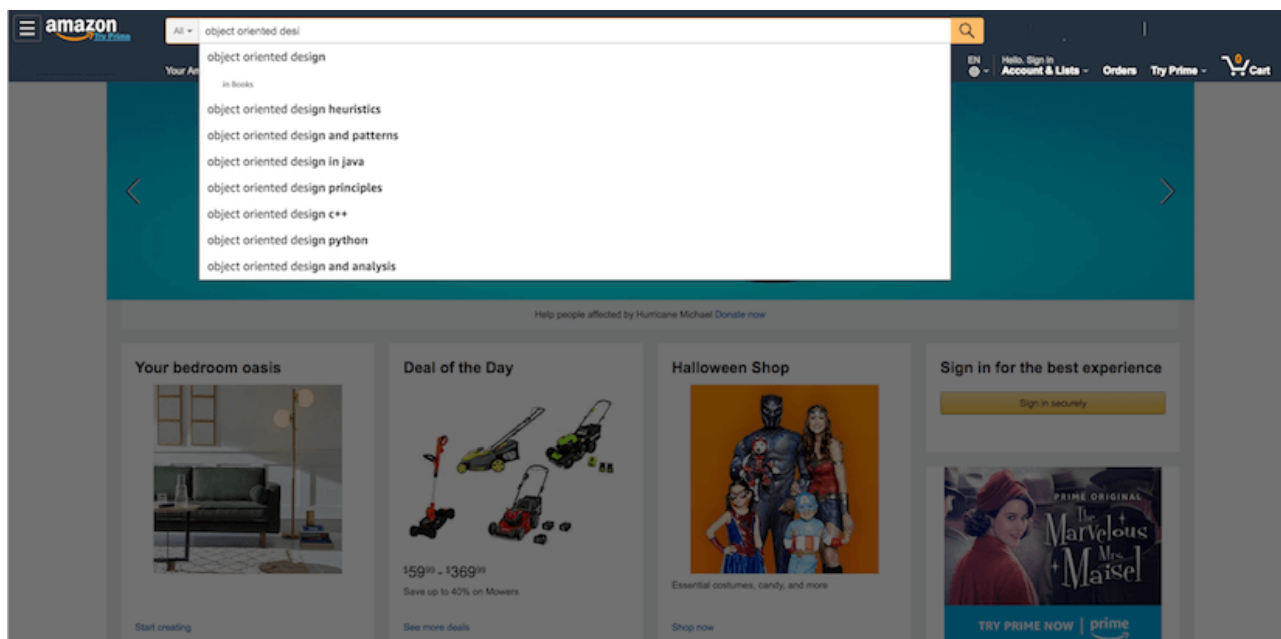 amazon
Try Prime
All
object oriented desi
object oriented design
in Books
object oriented design heuristics
object oriented design and patterns
object oriented design in java
object oriented design principles
object oriented design c++
object oriented design python
object oriented design and analysis
Your Am
EN
Hello. Sign in
Account & Lists
Orders
Try Prime
0
Cart
Help people affected by Hurricane Michael Donate now
Your bedroom oasis
Start creating
Deal of the Day
$59⁹⁹ - $369⁹⁹
Save up to 40% on Mowers
See more deals
Halloween Shop
Essential costumes, candy, and more
Shop now
Sign in for the best experience
Sign in securely
PRIME ORIGINAL
The
Marvelous
Mrs.
Maisel
TRY PRIME NOW | prime